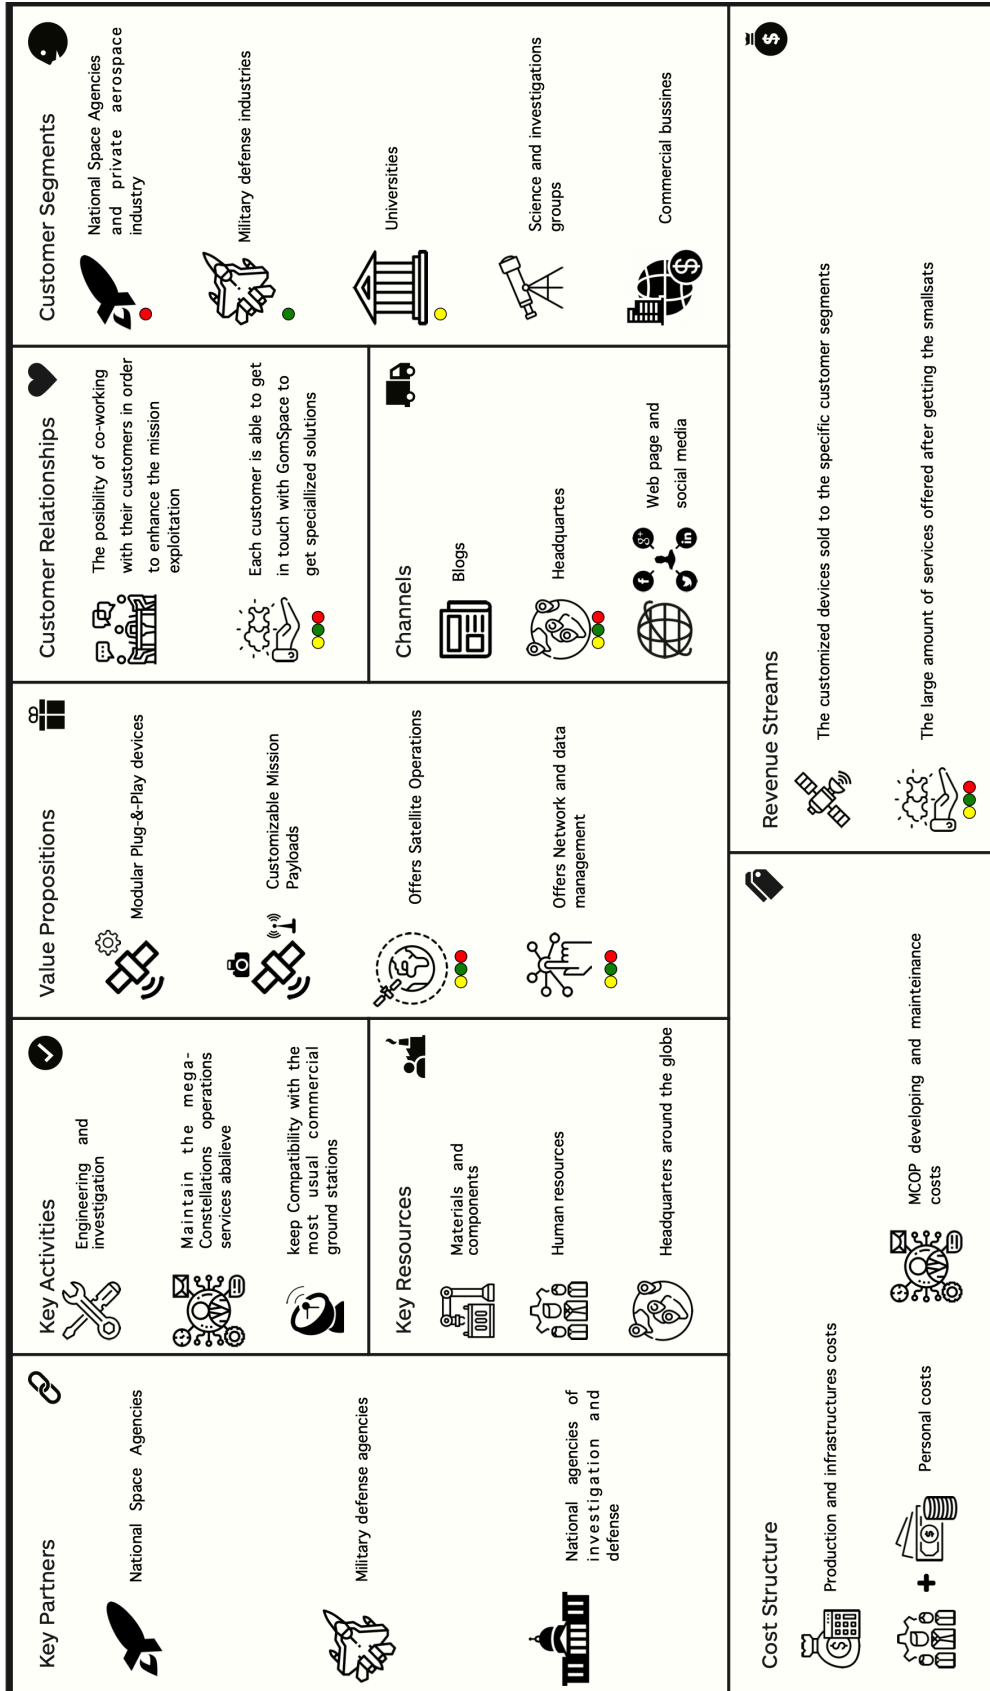 Key Partners
National Space Agencies
Military defense agencies
National agencies of
investigation and
defense
Key Activities
Engineering and
investigation
Maintain the mega-
Constellations operations
services abalieve
keep Compatibility with the
most usual commercial
ground stations
Key Resources
Materials and
components
Human resources
Headquarters around the globe
Value Propositions
Modular Plug-&-Play devices
Customizable Mission
Payloads
Offers Satellite Operations
Offers Network and data
management
Customer Relationships
The posibility of co-working
with their customers in order
to enhance the mission
exploitation
Each customer is able to get
in touch with GomSpace to
get speciallized solutions
Channels
Blogs
Headquartes
f
g+
in
Web page and
social media
Customer Segments
National Space Agencies
and private aerospace
industry
Military defense industries
Universities
Science and investigations
groups
$
Commercial bussines
Cost Structure
$
Production and infrastructures costs
$
+
Personal costs
MCOP developing and maintenance
costs
Revenue Streams
$
The customized devices sold to the specific customer segments
The large amount of services offered after getting the smallsats